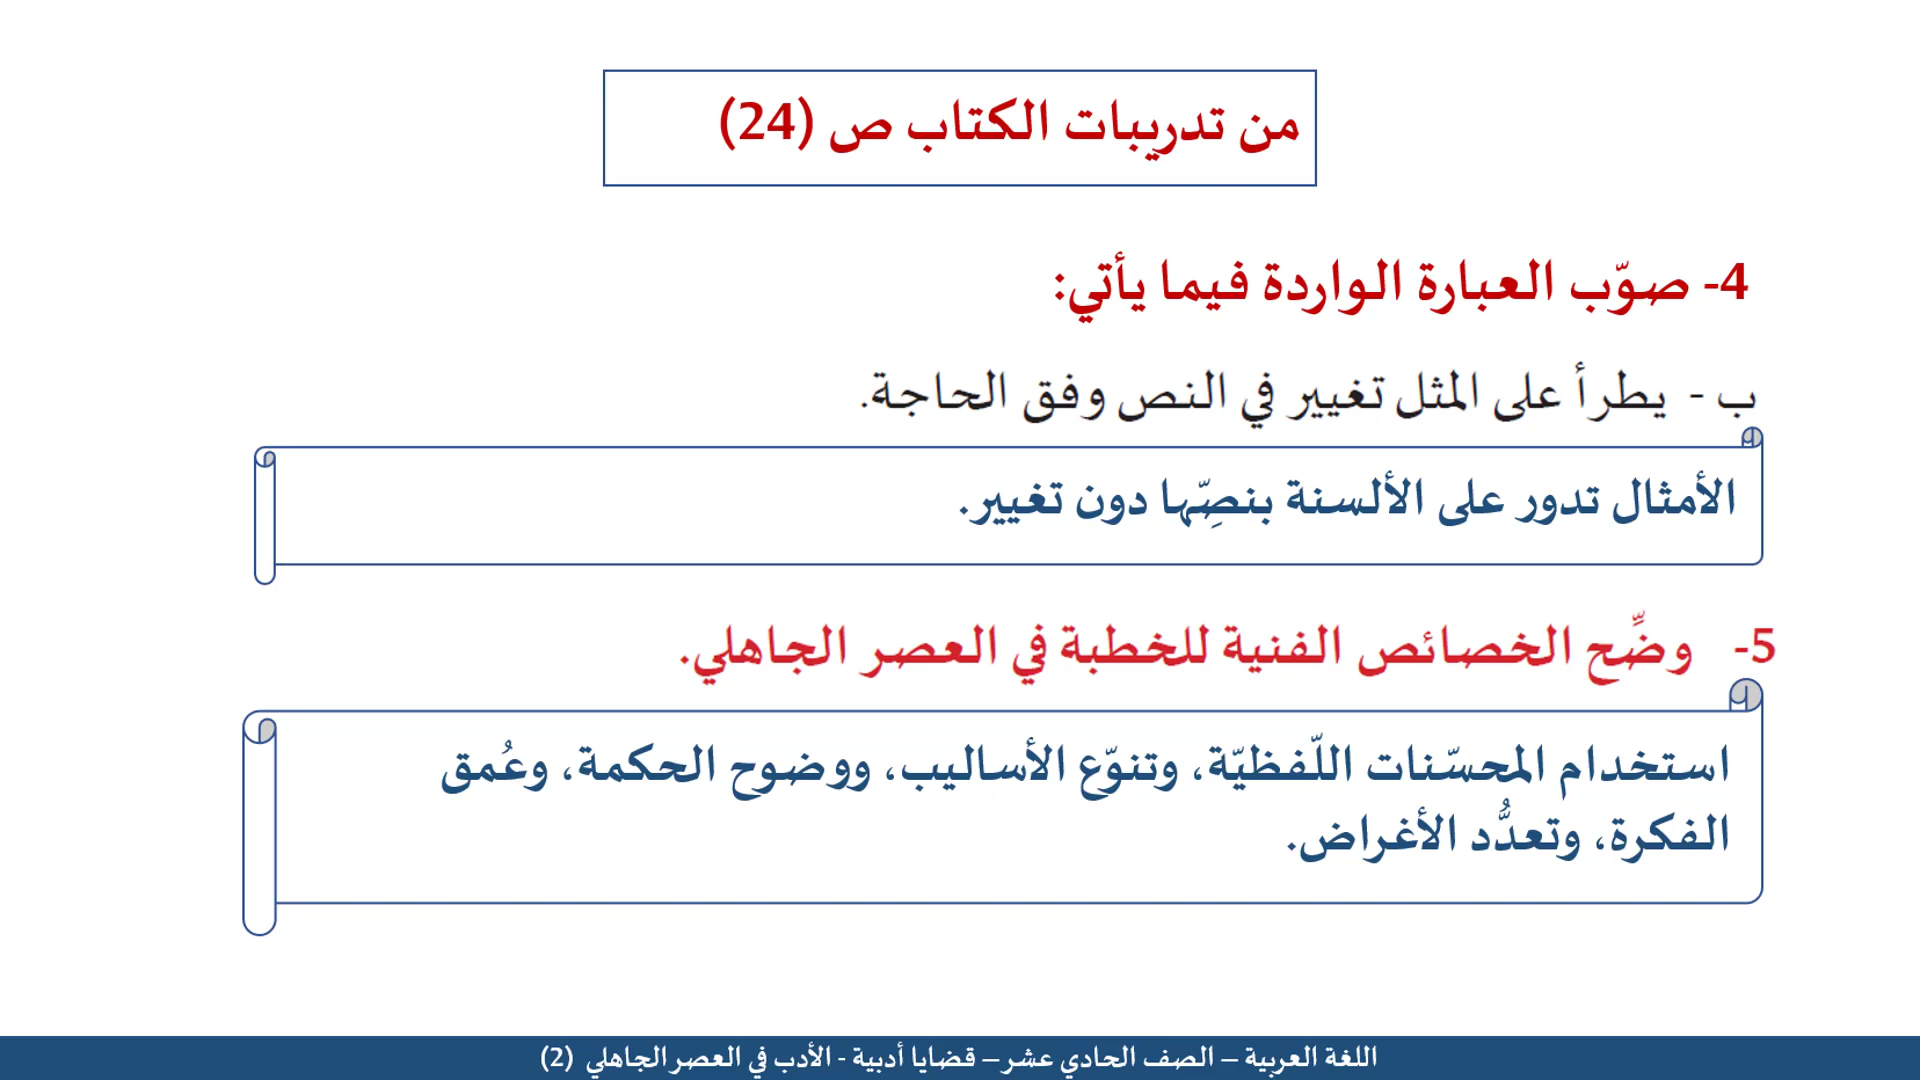 من تدريبات الكتاب ص (24)
4- صوّب العبارة الواردة فيما يأتي:
ب - يطرأ على المثل تغيير في النص وفق الحاجة.
الأمثال تدور على الألسنة بنصِّها دون تغيير.
5- وضِّح الخصائص الفنية للخطبة في العصر الجاهلي.
استخدام المحسّنات اللّفظيّة، وتنوّع الأساليب، ووضوح الحكمة، وعُمق
الفكرة، وتعدُّد الأغراض.
اللغة العربية – الصف الحادي عشر – قضايا أدبية - الأدب في العصر الجاهلي (2)